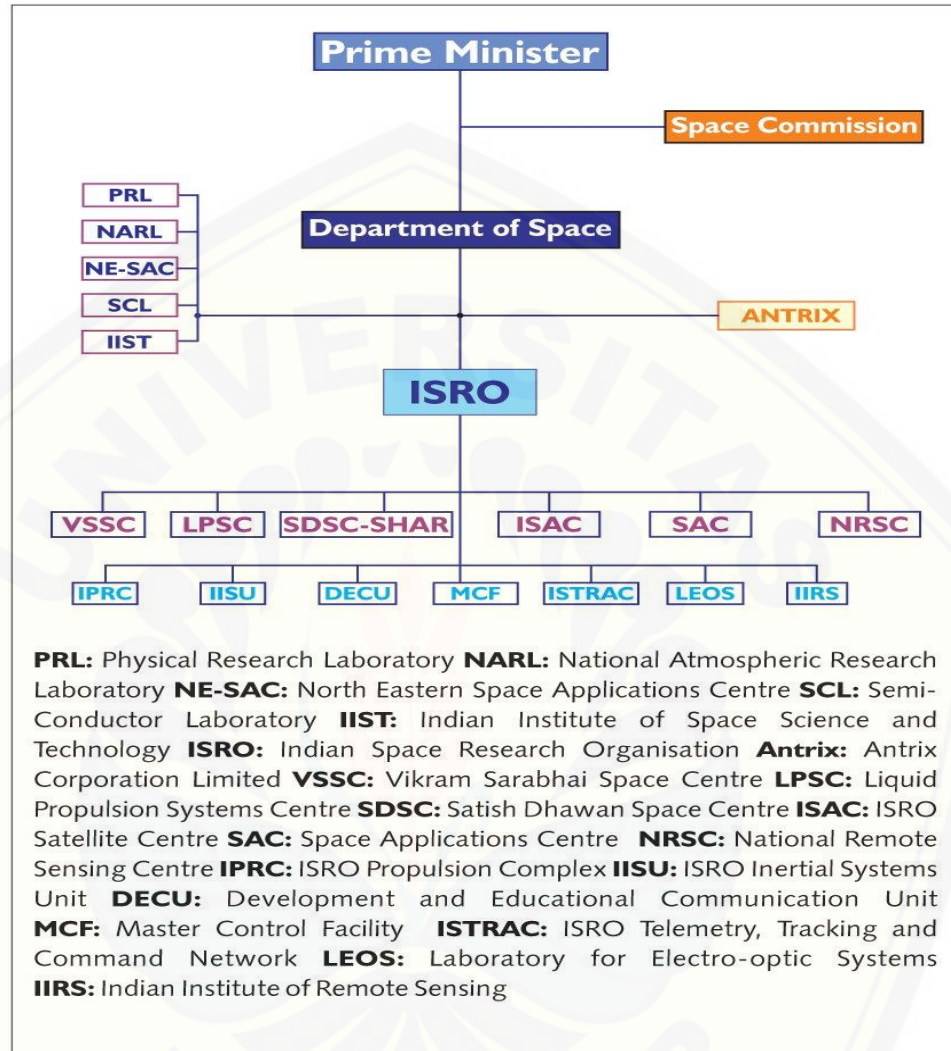 Prime Minister
Space Commission
PRL
Department of Space
NARL
NE-SAC
SCL
ANTRIX
IIST
ISRO
VSSC LPSC SDSC-SHAR ISAC SAC NRSC
IPRC IISU DECU MCF ISTRAC LEOS IIRS
PRL: Physical Research Laboratory NARL: National Atmospheric Research
Laboratory NE-SAC: North Eastern Space Applications Centre SCL: Semi-
Conductor Laboratory IIST: Indian Institute of Space Science and
Technology ISRO: Indian Space Research Organisation Antrix: Antrix
Corporation Limited VSSC: Vikram Sarabhai Space Centre LPSC: Liquid
Propulsion Systems Centre SDSC: Satish Dhawan Space Centre ISAC: ISRO
Satellite Centre SAC: Space Applications Centre NRSC: National Remote
Sensing Centre IPRC: ISRO Propulsion Complex IISU: ISRO Inertial Systems
Unit DECU: Development and Educational Communication Unit
MCF: Master Control Facility ISTRAC: ISRO Telemetry, Tracking and
Command Network LEOS: Laboratory for Electro-optic Systems
IIRS: Indian Institute of Remote Sensing
UNIVERSITAS